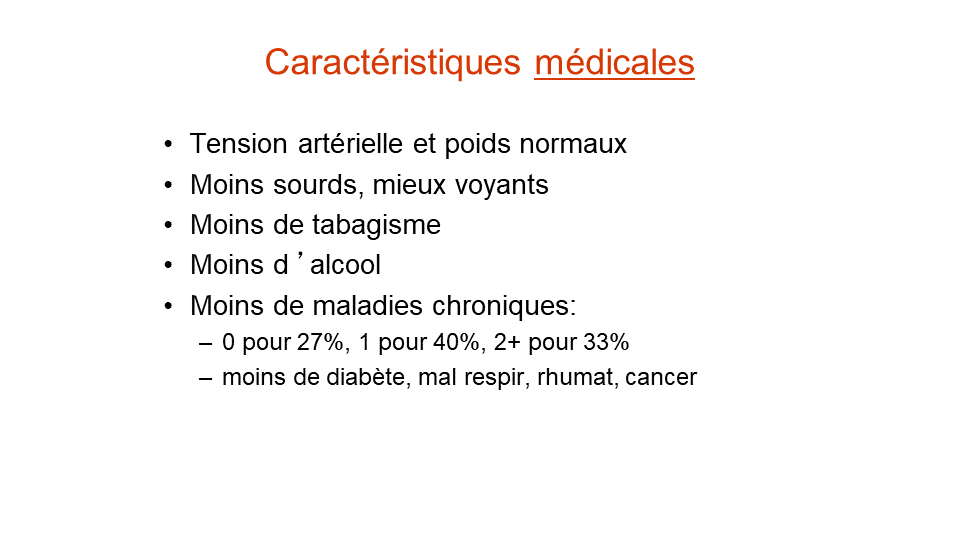 Caractéristiques médicales
• Tension artérielle et poids normaux
• Moins sourds, mieux voyants
• Moins de tabagisme
• Moins d ’ alcool
• Moins de maladies chroniques:
– 0 pour 27%, 1 pour 40%, 2+ pour 33%
– moins de diabète, mal respir, rhumat, cancer